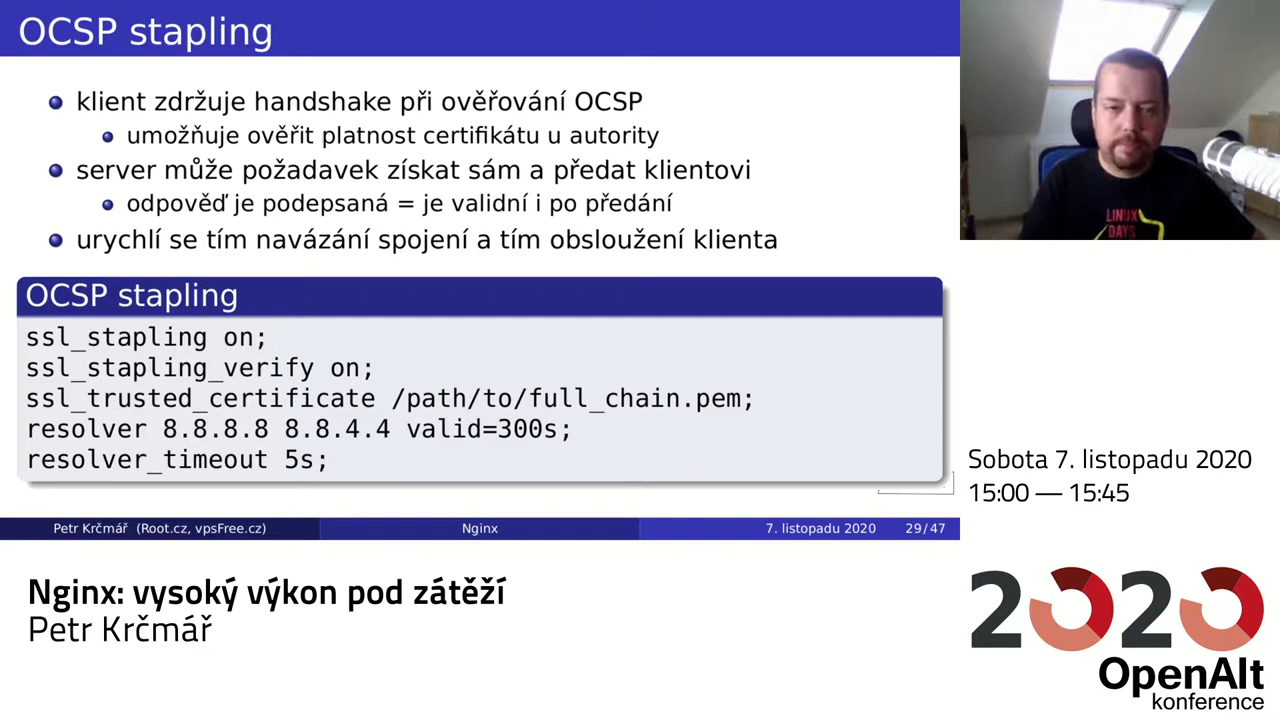 OCSP stapling
klient zdržuje handshake při ověřování OCSP
umožňuje ověřit platnost certifikátu u autority
server může požadavek získat sám a předat klientovi
odpověď je podepsaná = je validní i po předání
urychlí se tím navázání spojení a tím obsloužení klienta
OCSP stapling
ssl_stapling on;
ssl_stapling_verify on;
ssl_trusted_certificate /path/to/full_chain.pem;
resolver 8.8.8.8 8.8.4.4 valid=300s;
resolver_timeout 5s;
Petr Krčmář (Root.cz, vpsFree.cz)
Nginx
7. listopadu 2020
29/47
LINUX
DAYS
Sobota 7. listopadu 2020
15:00 — 15:45
Nginx: vysoký výkon pod zátěží
Petr Krčmář
2020
OpenAlt
konference